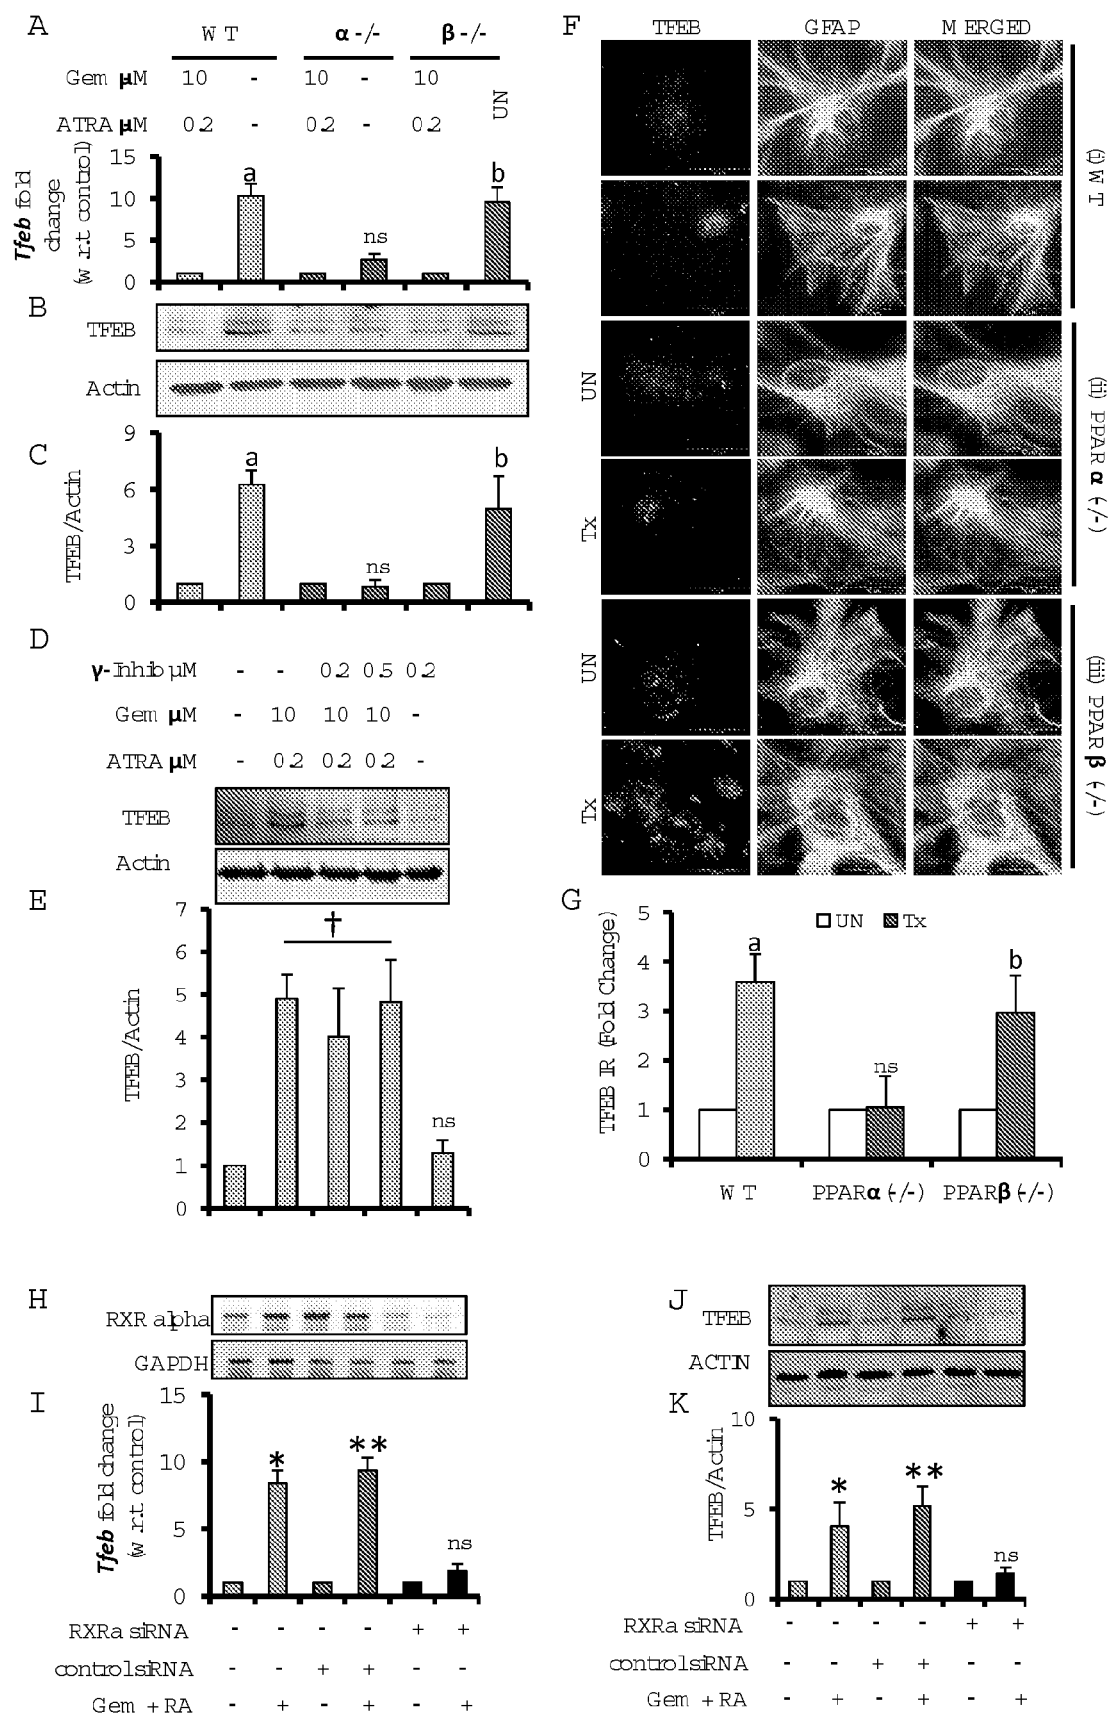 A
WT α-/- β-/-
Gem μM 10 - 10 - 10 UN
ATRA μM 0.2 - 0.2 - 0.2
Tfeb fold change (w.r.t control)
15
10
5
0
a
ns
b
B
TFEB
Actin
C
TFEB/Actin
9
6
3
0
a
ns
b
D
γ-Inhib μM - - 0.2 0.5 0.2
Gem μM - 10 10 10 -
ATRA μM - 0.2 0.2 0.2 -
TFEB
Actin
E
TFEB/Actin
7
6
5
4
3
2
1
0
†
ns
F
TFEB GFAP MERGED
(i) WT
UN
Tx
(ii) PPARα (-/-)
UN
Tx
(iii) PPARβ (-/-)
G
TFEB IR (Fold Change)
5
4
3
2
1
0
UN Tx
a
ns
b
WT PPARα (-/-) PPARβ (-/-)
H
RXR alpha
GAPDH
I
Tfeb fold change (w.r.t control)
15
10
5
0
*
**
ns
RXRa siRNA - - - - + +
control siRNA - - + + - -
Gem + RA - + - + - +
J
TFEB
ACTIN
K
TFEB/Actin
10
5
0
*
**
ns
RXRa siRNA - - - - + +
control siRNA - - + + - -
Gem + RA - + - + - +